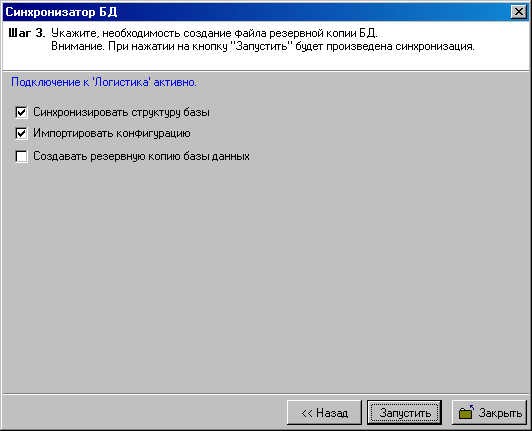 Синхронизатор БД
Шаг 3. Укажите, необходимость создание файла резервной копии БД.
Внимание. При нажатии на кнопку "Запустить" будет произведена синхронизация.
Подключение к 'Логистика' активно.
Синхронизировать структуру базы
Импортировать конфигурацию
Создавать резервную копию базы данных
<< Назад Запустить Закрыть